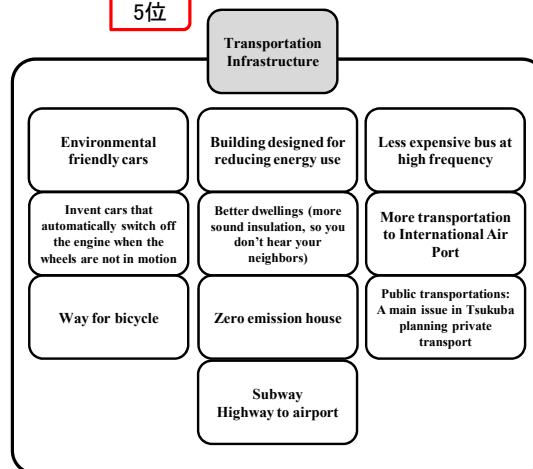 5位
Transportation
Infrastructure
Environmental
friendly cars
Building designed for
reducing energy use
Less expensive bus at
high frequency
Invent cars that
automatically switch off
the engine when the
wheels are not in motion
Better dwellings (more
sound insulation, so you
don't hear your
neighbors)
More transportation
to International Air
Port
Way for bicycle
Zero emission house
Public transportations:
A main issue in Tsukuba
planning private
transport
Subway
Highway to airport